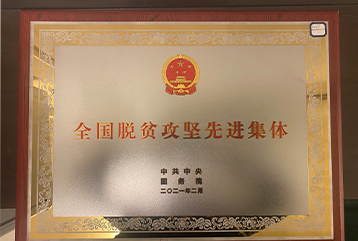 全国脱贫攻坚先进集体
中共中央
国务院
二〇二一年二月